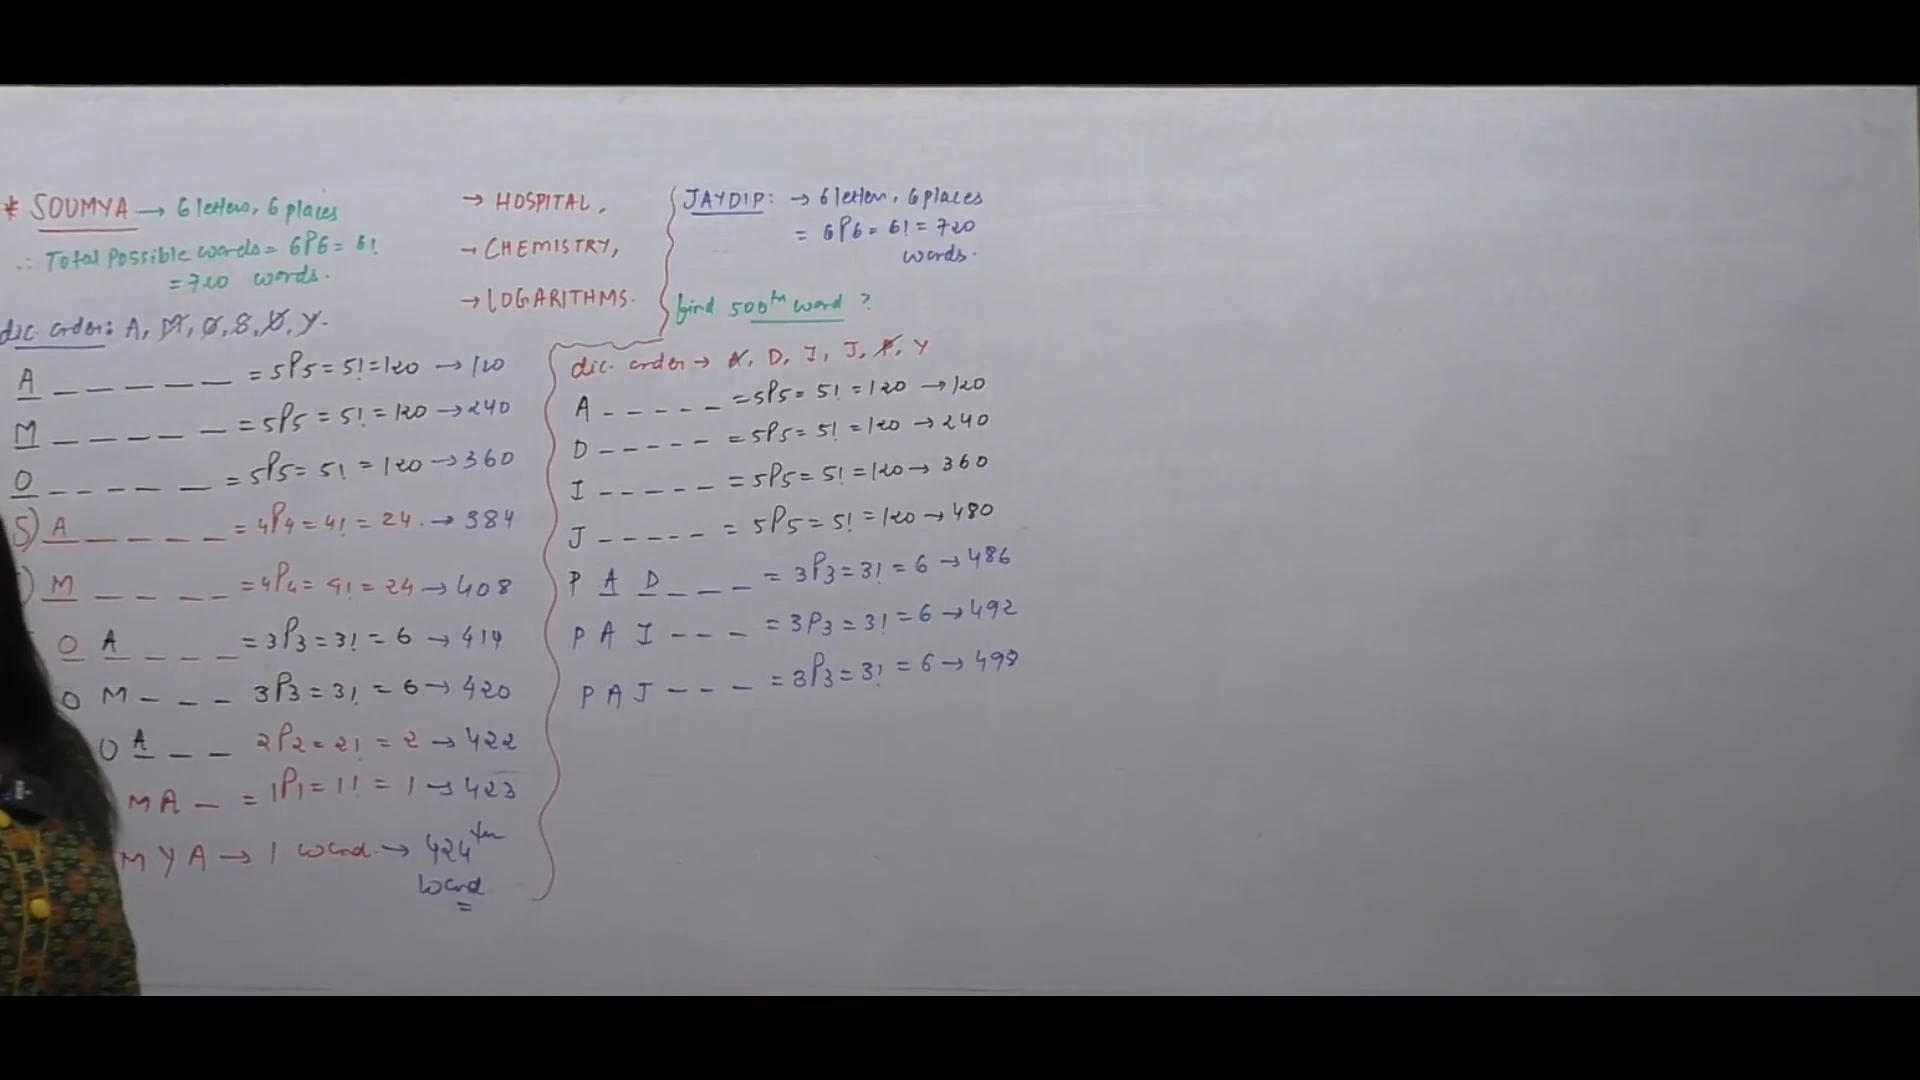 * SOUMYA → 6 letters, 6 places
∴ Total Possible words = 6P6 = 6!
= 720 words.
dic. order: A, M, O, S, U, Y.
A _ _ _ _ _ = 5P5 = 5! = 120 → 120
M _ _ _ _ _ = 5P5 = 5! = 120 → 240
O _ _ _ _ _ = 5P5 = 5! = 120 → 360
S) A _ _ _ _ = 4P4 = 4! = 24. → 384
) M _ _ _ _ = 4P4 = 4! = 24 → 408
O A _ _ _ = 3P3 = 3! = 6 → 414
O M _ _ _ 3P3 = 3! = 6 → 420
U A _ _ 2P2 = 2! = 2 → 422
M A _ = 1P1 = 1! = 1 → 423
M Y A → 1 word → 424th
word
=
→ HOSPITAL,
→ CHEMISTRY,
→ LOGARITHMS.
JAYDIP: → 6 letters, 6 places
= 6P6 = 6! = 720
words.
find 500th word ?
dic. order → A, D, I, J, P, Y
A _ _ _ _ _ = 5P5 = 5! = 120 → 120
D _ _ _ _ _ = 5P5 = 5! = 120 → 240
I _ _ _ _ _ = 5P5 = 5! = 120 → 360
J _ _ _ _ _ = 5P5 = 5! = 120 → 480
P A D _ _ _ = 3P3 = 3! = 6 → 486
P A I _ _ _ = 3P3 = 3! = 6 → 492
P A J _ _ _ = 3P3 = 3! = 6 → 498